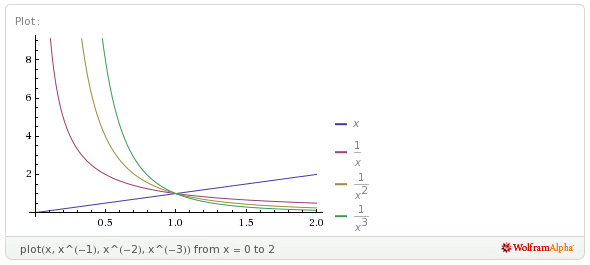 Plot:
8
6
4
2
0.5 1.0 1.5 2.0
x
1/x
1/x²
1/x³
plot(x, x^(−1), x^(−2), x^(−3)) from x = 0 to 2
WolframAlpha